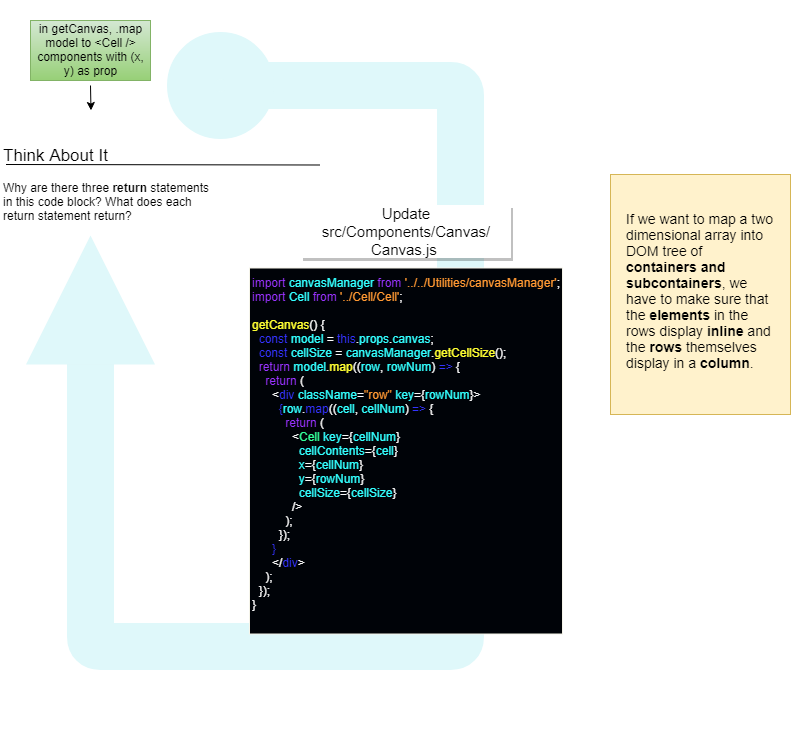 in getCanvas, .map
model to <Cell />
components with (x,
y) as prop
Think About It
Why are there three return statements
in this code block? What does each
return statement return?
Update
src/Components/Canvas/
Canvas.js
import canvasManager from '../../Utilities/canvasManager';
import Cell from '../Cell/Cell';
getCanvas() {
const model = this.props.canvas;
const cellSize = canvasManager.getCellSize();
return model.map((row, rowNum) => {
return (
<div className="row" key={rowNum}>
{row.map((cell, cellNum) => {
return (
<Cell key={cellNum}
cellContents={cell}
x={cellNum}
y={rowNum}
cellSize={cellSize}
/>
);
});
}
</div>
);
});
}
If we want to map a two
dimensional array into
DOM tree of
containers and
subcontainers, we
have to make sure that
the elements in the
rows display inline and
the rows themselves
display in a column.